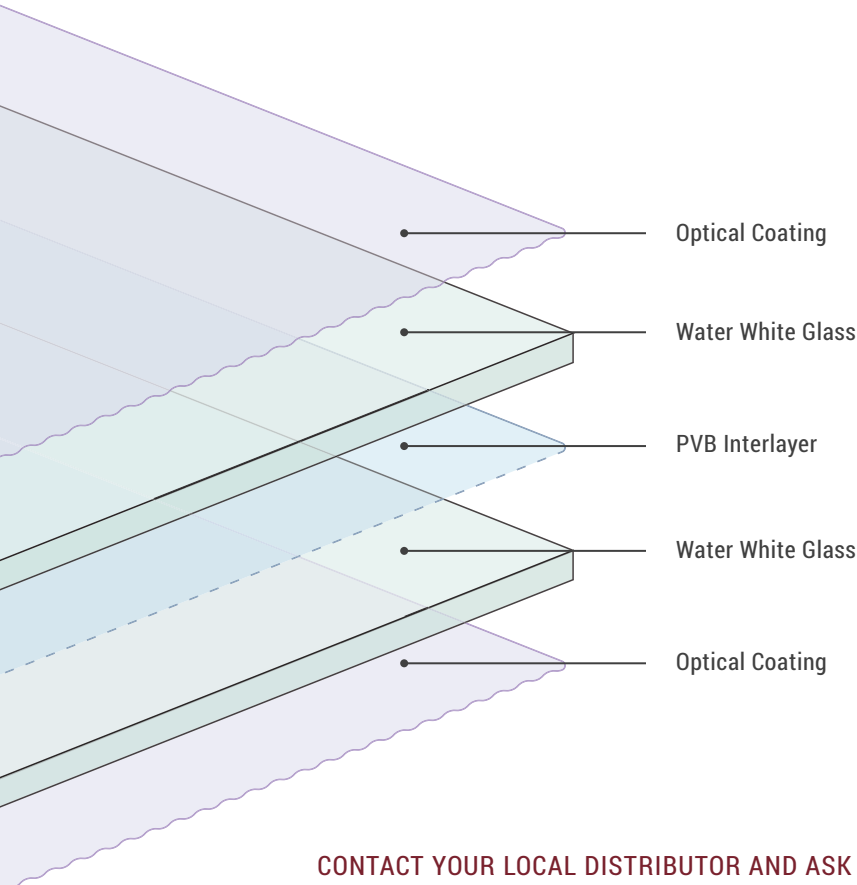 Optical Coating
Water White Glass
PVB Interlayer
Water White Glass
Optical Coating
CONTACT YOUR LOCAL DISTRIBUTOR AND ASK